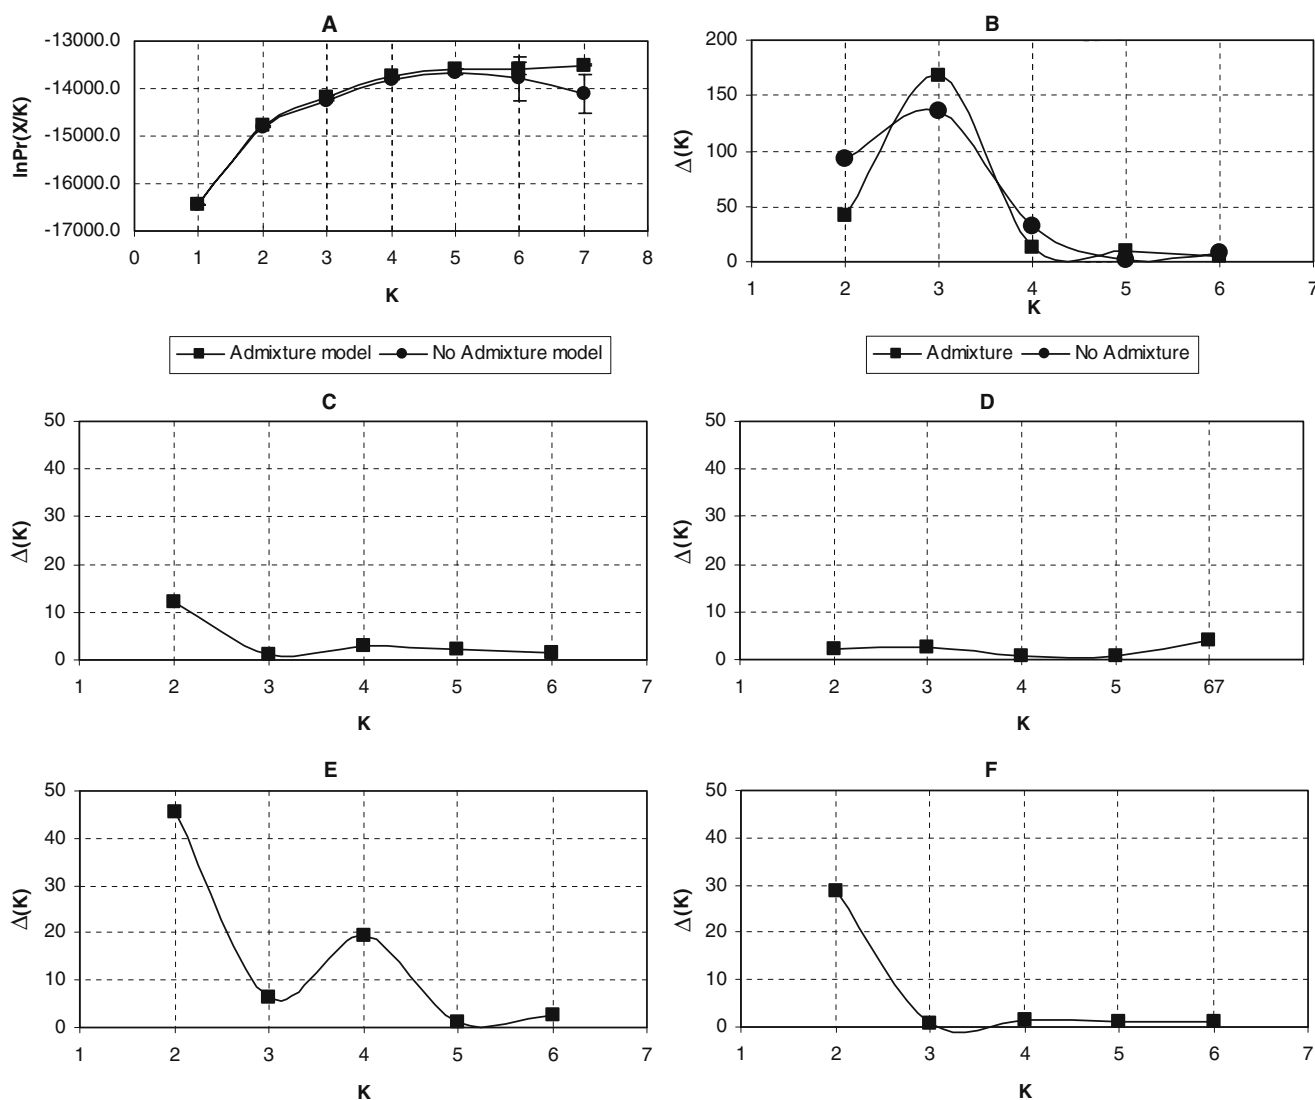 A
-13000.0
-14000.0
-15000.0
-16000.0
-17000.0
lnPr(X/K)
0 1 2 3 4 5 6 7 8
K
Admixture model No Admixture model
B
200
150
100
50
0
Δ(K)
1 2 3 4 5 6 7
K
Admixture No Admixture
C
50
40
30
20
10
0
Δ(K)
1 2 3 4 5 6 7
K
D
50
40
30
20
10
0
Δ(K)
1 2 3 4 5 67
K
E
50
40
30
20
10
0
Δ(K)
1 2 3 4 5 6 7
K
F
50
40
30
20
10
0
Δ(K)
1 2 3 4 5 6 7
K